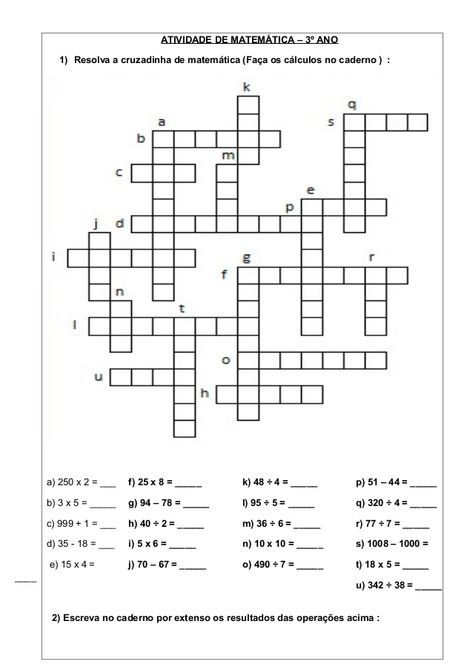 ATIVIDADE DE MATEMÁTICA – 3º ANO
1) Resolva a cruzadinha de matemática (Faça os cálculos no caderno ) :
k
q
a
s
b
m
c
e
p
j
d
i
g
r
f
n
t
l
o
u
h
a) 250 x 2 = ___ f) 25 x 8 = _____ k) 48 ÷ 4 = _____ p) 51 – 44 = _____
b) 3 x 5 = _____ g) 94 – 78 = _____ l) 95 ÷ 5 = _____ q) 320 ÷ 4 = _____
c) 999 + 1 = ___ h) 40 ÷ 2 = _____ m) 36 ÷ 6 = _____ r) 77 ÷ 7 = _____
d) 35 - 18 = ___ i) 5 x 6 = _____ n) 10 x 10 = _____ s) 1008 – 1000 =
e) 15 x 4 = j) 70 – 67 = _____ o) 490 ÷ 7 = _____ t) 18 x 5 = _____
____ u) 342 ÷ 38 = _____
2) Escreva no caderno por extenso os resultados das operações acima :